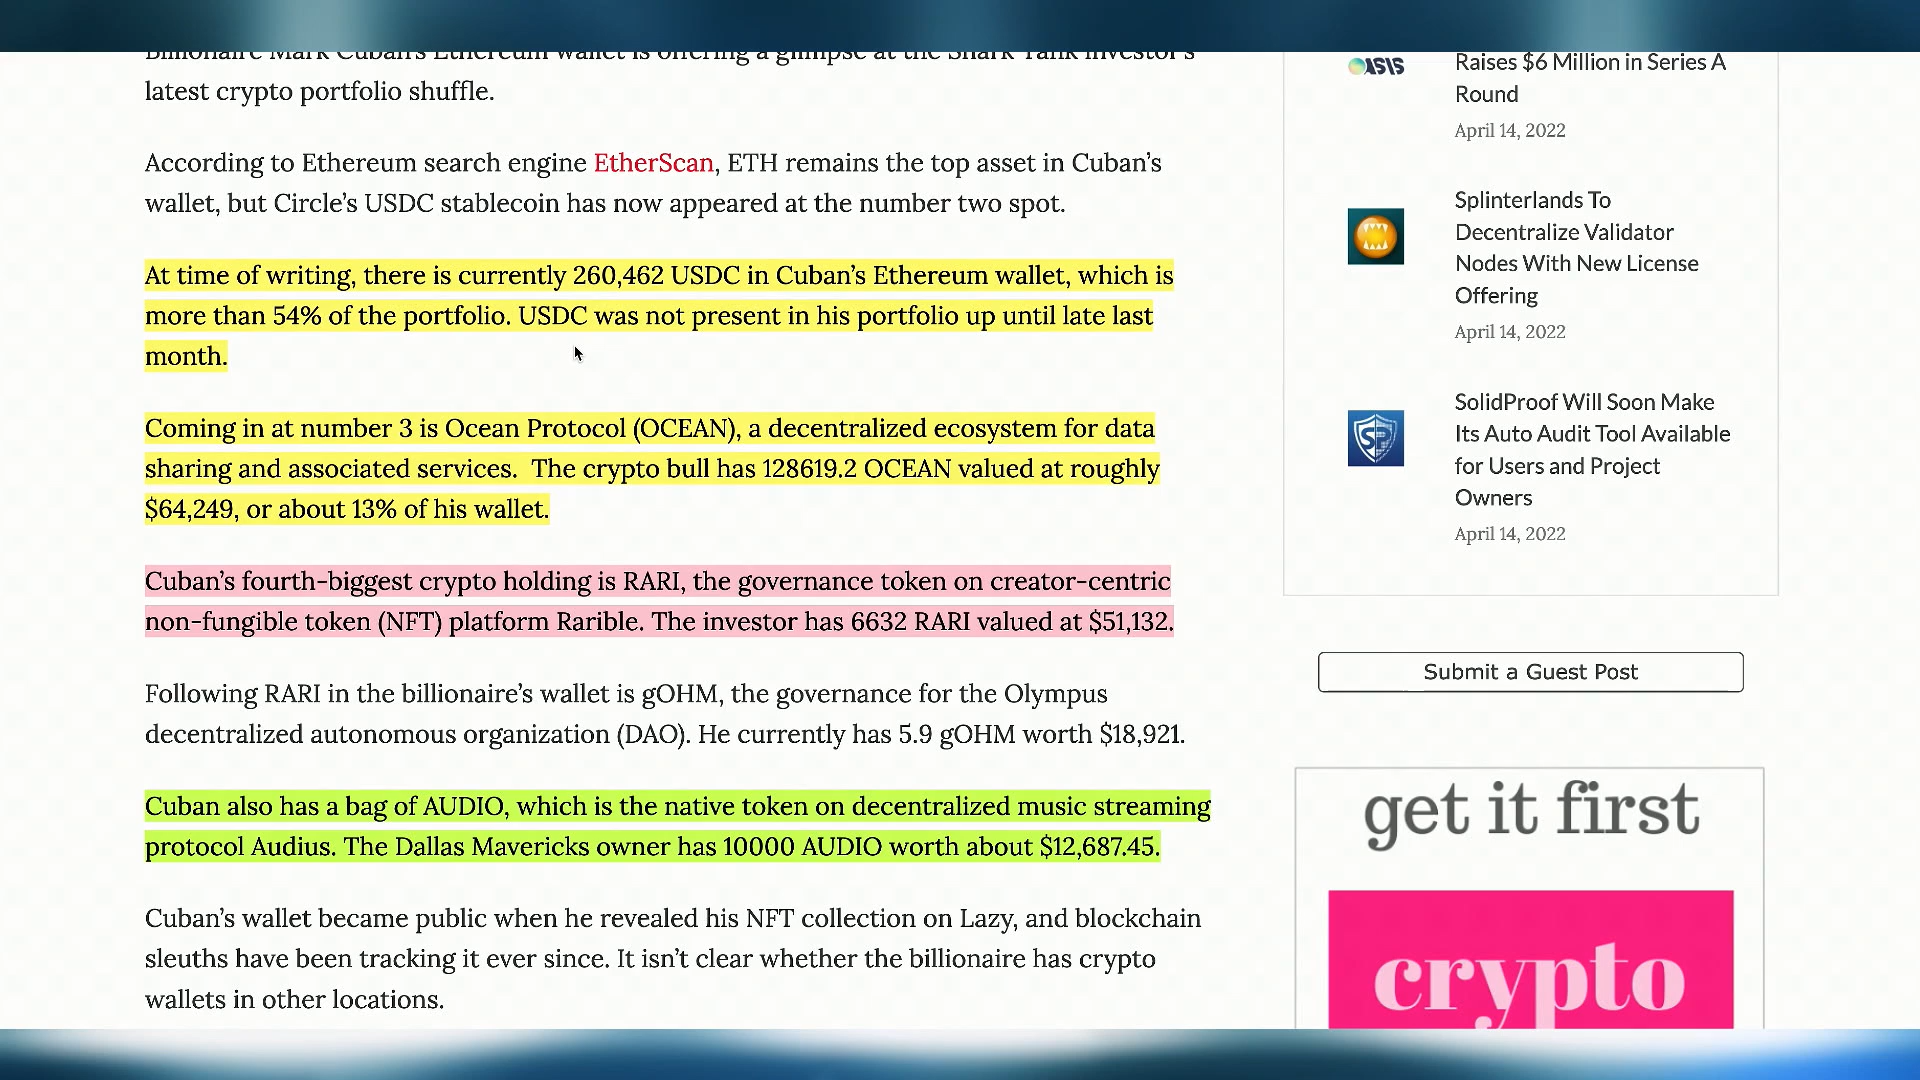 Billionaire Mark Cuban's Ethereum wallet is offering a glimpse at the Shark Tank investor's
latest crypto portfolio shuffle.
According to Ethereum search engine EtherScan, ETH remains the top asset in Cuban’s
wallet, but Circle’s USDC stablecoin has now appeared at the number two spot.
At time of writing, there is currently 260,462 USDC in Cuban’s Ethereum wallet, which is
more than 54% of the portfolio. USDC was not present in his portfolio up until late last
month.
Coming in at number 3 is Ocean Protocol (OCEAN), a decentralized ecosystem for data
sharing and associated services.  The crypto bull has 128619.2 OCEAN valued at roughly
$64,249, or about 13% of his wallet.
Cuban’s fourth-biggest crypto holding is RARI, the governance token on creator-centric
non-fungible token (NFT) platform Rarible. The investor has 6632 RARI valued at $51,132.
Following RARI in the billionaire’s wallet is gOHM, the governance for the Olympus
decentralized autonomous organization (DAO). He currently has 5.9 gOHM worth $18,921.
Cuban also has a bag of AUDIO, which is the native token on decentralized music streaming
protocol Audius. The Dallas Mavericks owner has 10000 AUDIO worth about $12,687.45.
Cuban’s wallet became public when he revealed his NFT collection on Lazy, and blockchain
sleuths have been tracking it ever since. It isn’t clear whether the billionaire has crypto
wallets in other locations.
OASIS
Raises $6 Million in Series A
Round
April 14, 2022
Splinterlands To
Decentralize Validator
Nodes With New License
Offering
April 14, 2022
SP
SolidProof Will Soon Make
Its Auto Audit Tool Available
for Users and Project
Owners
April 14, 2022
Submit a Guest Post
get it first
crypto